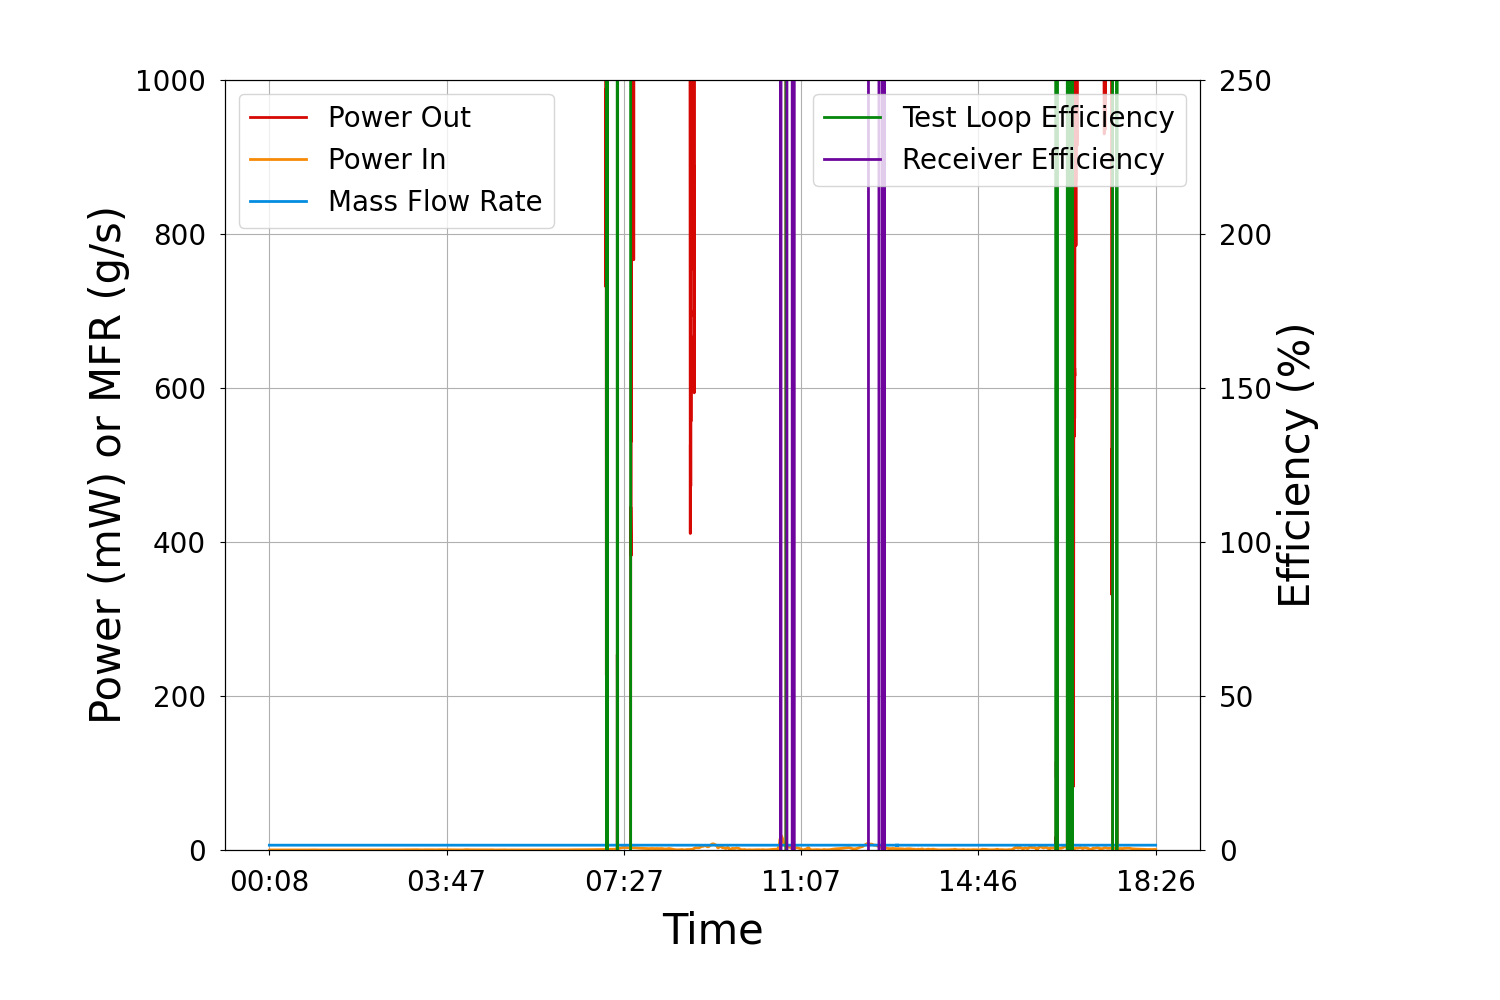 1000
800
600
400
200
0
Power (mW) or MFR (g/s)
Power Out
Power In
Mass Flow Rate
Test Loop Efficiency
Receiver Efficiency
250
200
150
100
50
0
Efficiency (%)
00:08 03:47 07:27 11:07 14:46 18:26
Time